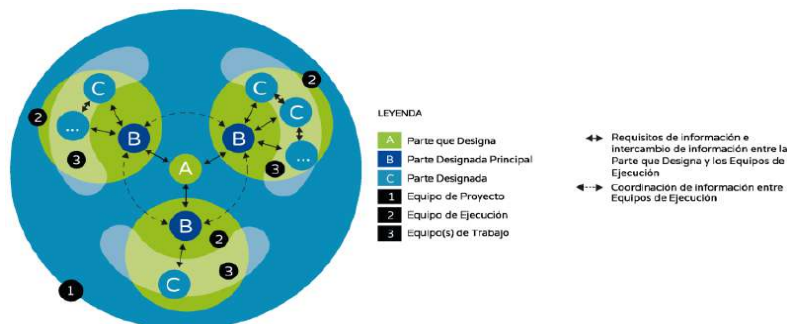 C
2
...
B
3
C
2
C
B
...
3
A
B
2
C
3
1
LEYENDA
A Parte que Designa
B Parte Designada Principal
C Parte Designada
1 Equipo de Proyecto
2 Equipo de Ejecución
3 Equipo(s) de Trabajo
Requisitos de información e
intercambio de información entre la
Parte que Designa y los Equipos de
Ejecución
Coordinación de información entre
Equipos de Ejecución